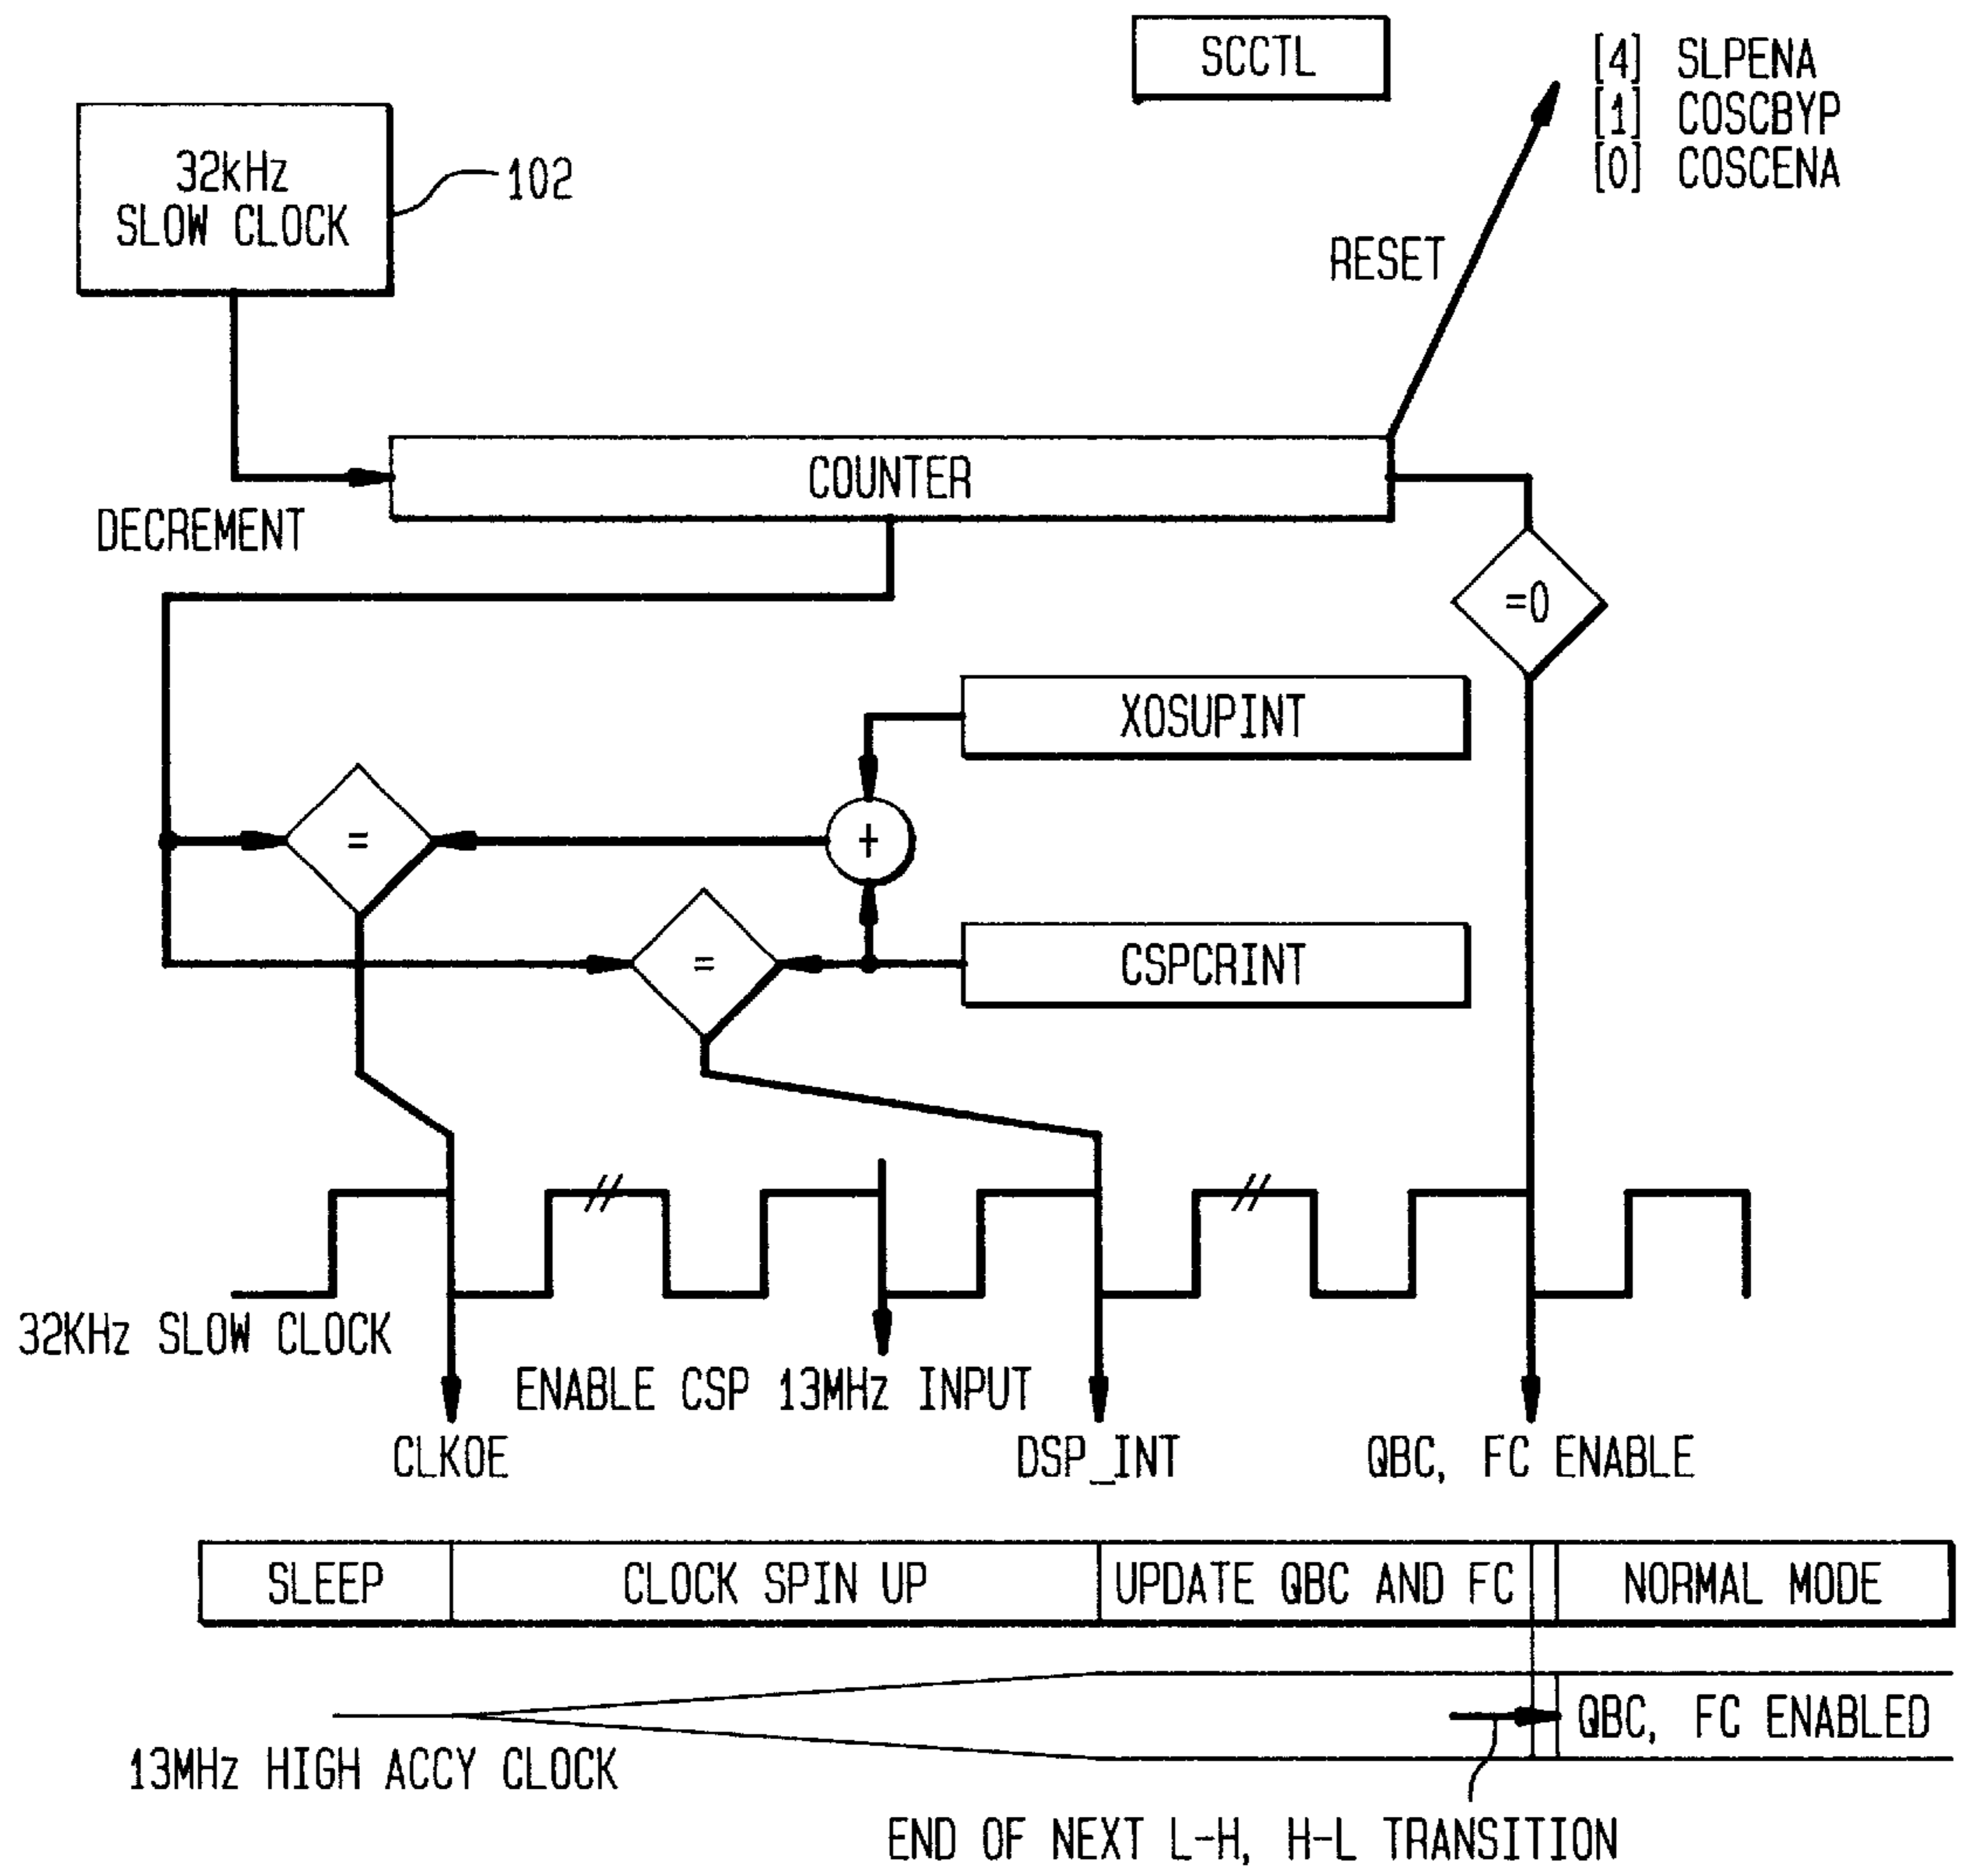 SCCTL
[4] SLPENA
[1] COSCBYP
[0] COSCENA
32kHz
SLOW CLOCK
102
RESET
COUNTER
DECREMENT
=0
XOSUPINT
=
+
=
CSPCRINT
32KHz SLOW CLOCK
ENABLE CSP 13MHz INPUT
CLKOE
DSP_INT
QBC, FC ENABLE
SLEEP
CLOCK SPIN UP
UPDATE QBC AND FC
NORMAL MODE
QBC, FC ENABLED
13MHz HIGH ACCY CLOCK
END OF NEXT L-H, H-L TRANSITION